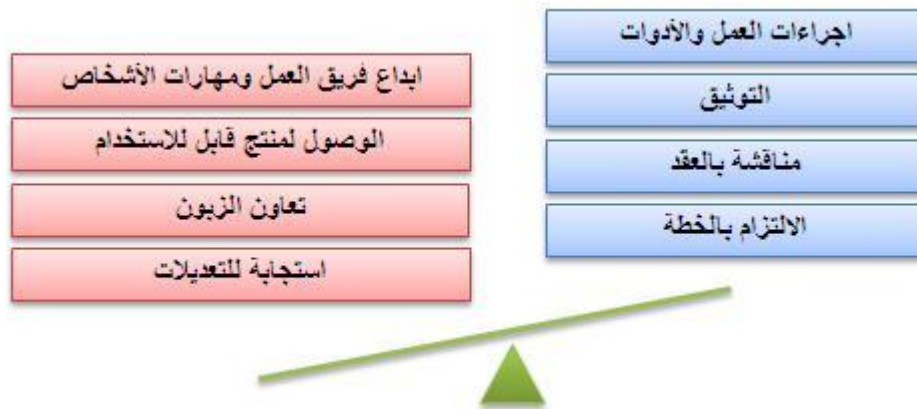 اجراءات العمل والأدوات
التوثيق
مناقشة بالعقد
الالتزام بالخطة
ابداع فريق العمل ومهارات الأشخاص
الوصول لمنتج قابل للاستخدام
تعاون الزبون
استجابة للتعديلات